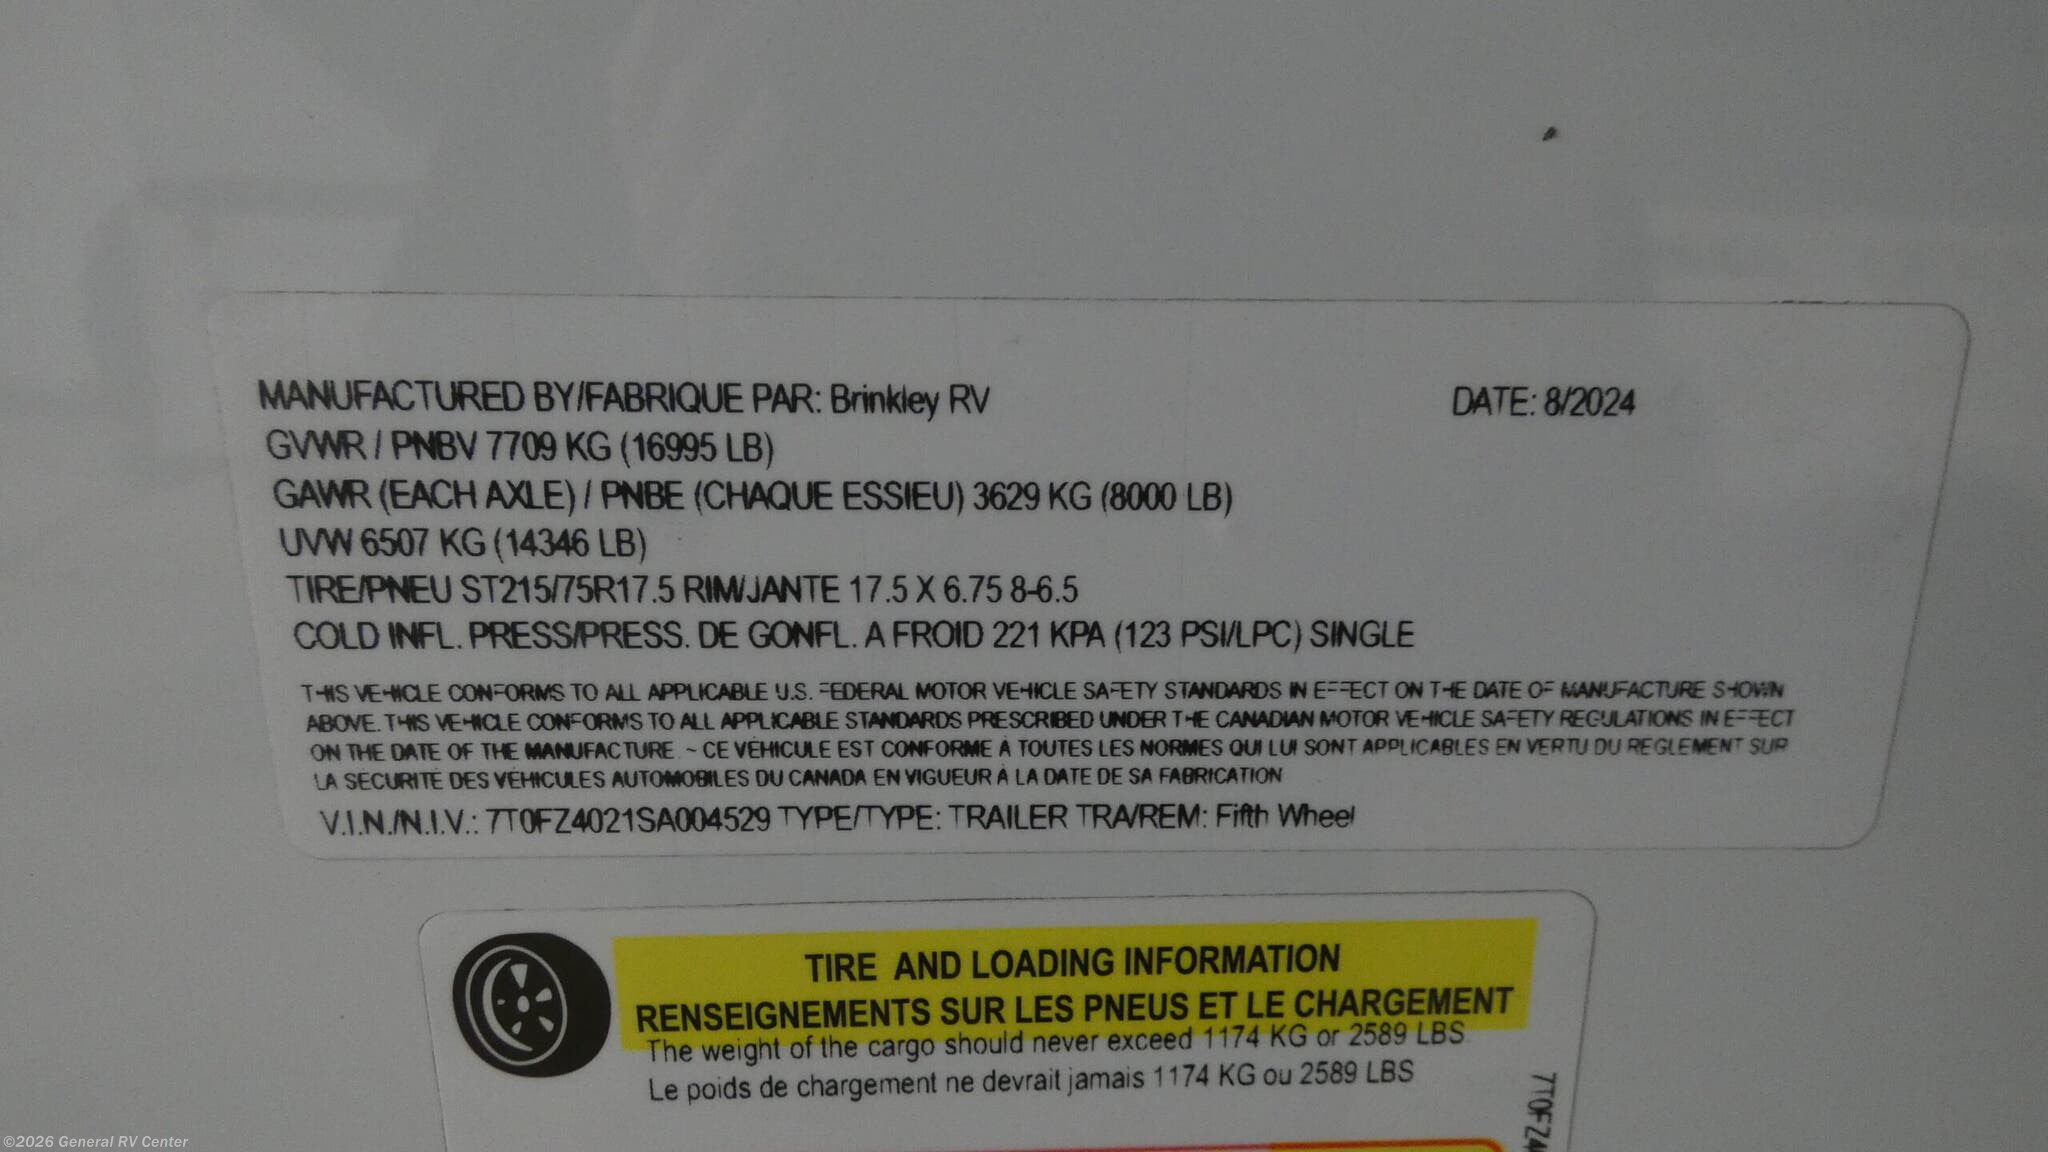 MANUFACTURED BY/FABRIQUE PAR: Brinkley RV DATE: 8/2024
GVWR / PNBV 7709 KG (16995 LB)
GAWR (EACH AXLE) / PNBE (CHAQUE ESSIEU) 3629 KG (8000 LB)
UVW 6507 KG (14346 LB)
TIRE/PNEU ST215/75R17.5 RIM/JANTE 17.5 X 6.75 8-6.5
COLD INFL. PRESS/PRESS. DE GONFL. A FROID 221 KPA (123 PSI/LPC) SINGLE
THIS VEHICLE CONFORMS TO ALL APPLICABLE U.S. FEDERAL MOTOR VEHICLE SAFETY STANDARDS IN EFFECT ON THE DATE OF MANUFACTURE SHOWN
ABOVE. THIS VEHICLE CONFORMS TO ALL APPLICABLE STANDARDS PRESCRIBED UNDER THE CANADIAN MOTOR VEHICLE SAFETY REGULATIONS IN EFFECT
ON THE DATE OF THE MANUFACTURE ~ CE VÉHICULE EST CONFORME À TOUTES LES NORMES QUI LUI SONT APPLICABLES EN VERTU DU RÈGLEMENT SUR
LA SÉCURITÉ DES VÉHICULES AUTOMOBILES DU CANADA EN VIGUEUR À LA DATE DE SA FABRICATION
V.I.N./N.I.V.: 7T0FZ4021SA004529 TYPE/TYPE: TRAILER TRA/REM: Fifth Wheel
TIRE AND LOADING INFORMATION
RENSEIGNEMENTS SUR LES PNEUS ET LE CHARGEMENT
The weight of the cargo should never exceed 1174 KG or 2589 LBS
Le poids de chargement ne devrait jamais 1174 KG ou 2589 LBS
7T0FZ4
©2026 General RV Center